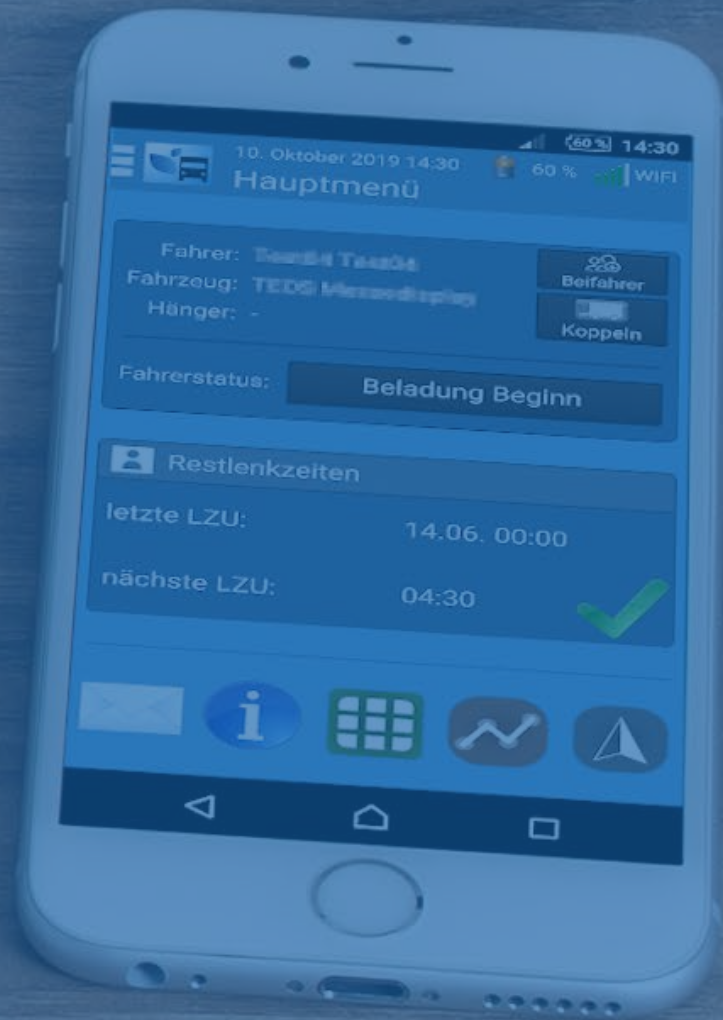 60 % 14:30
10. Oktober 2019 14:30 60 % WIFI
Hauptmenü
Fahrer:
Beifahrer
Fahrzeug: TEDS
Hänger: -
Koppeln
Fahrerstatus: Beladung Beginn
Restlenkzeiten
letzte LZU: 14.06. 00:00
nächste LZU: 04:30